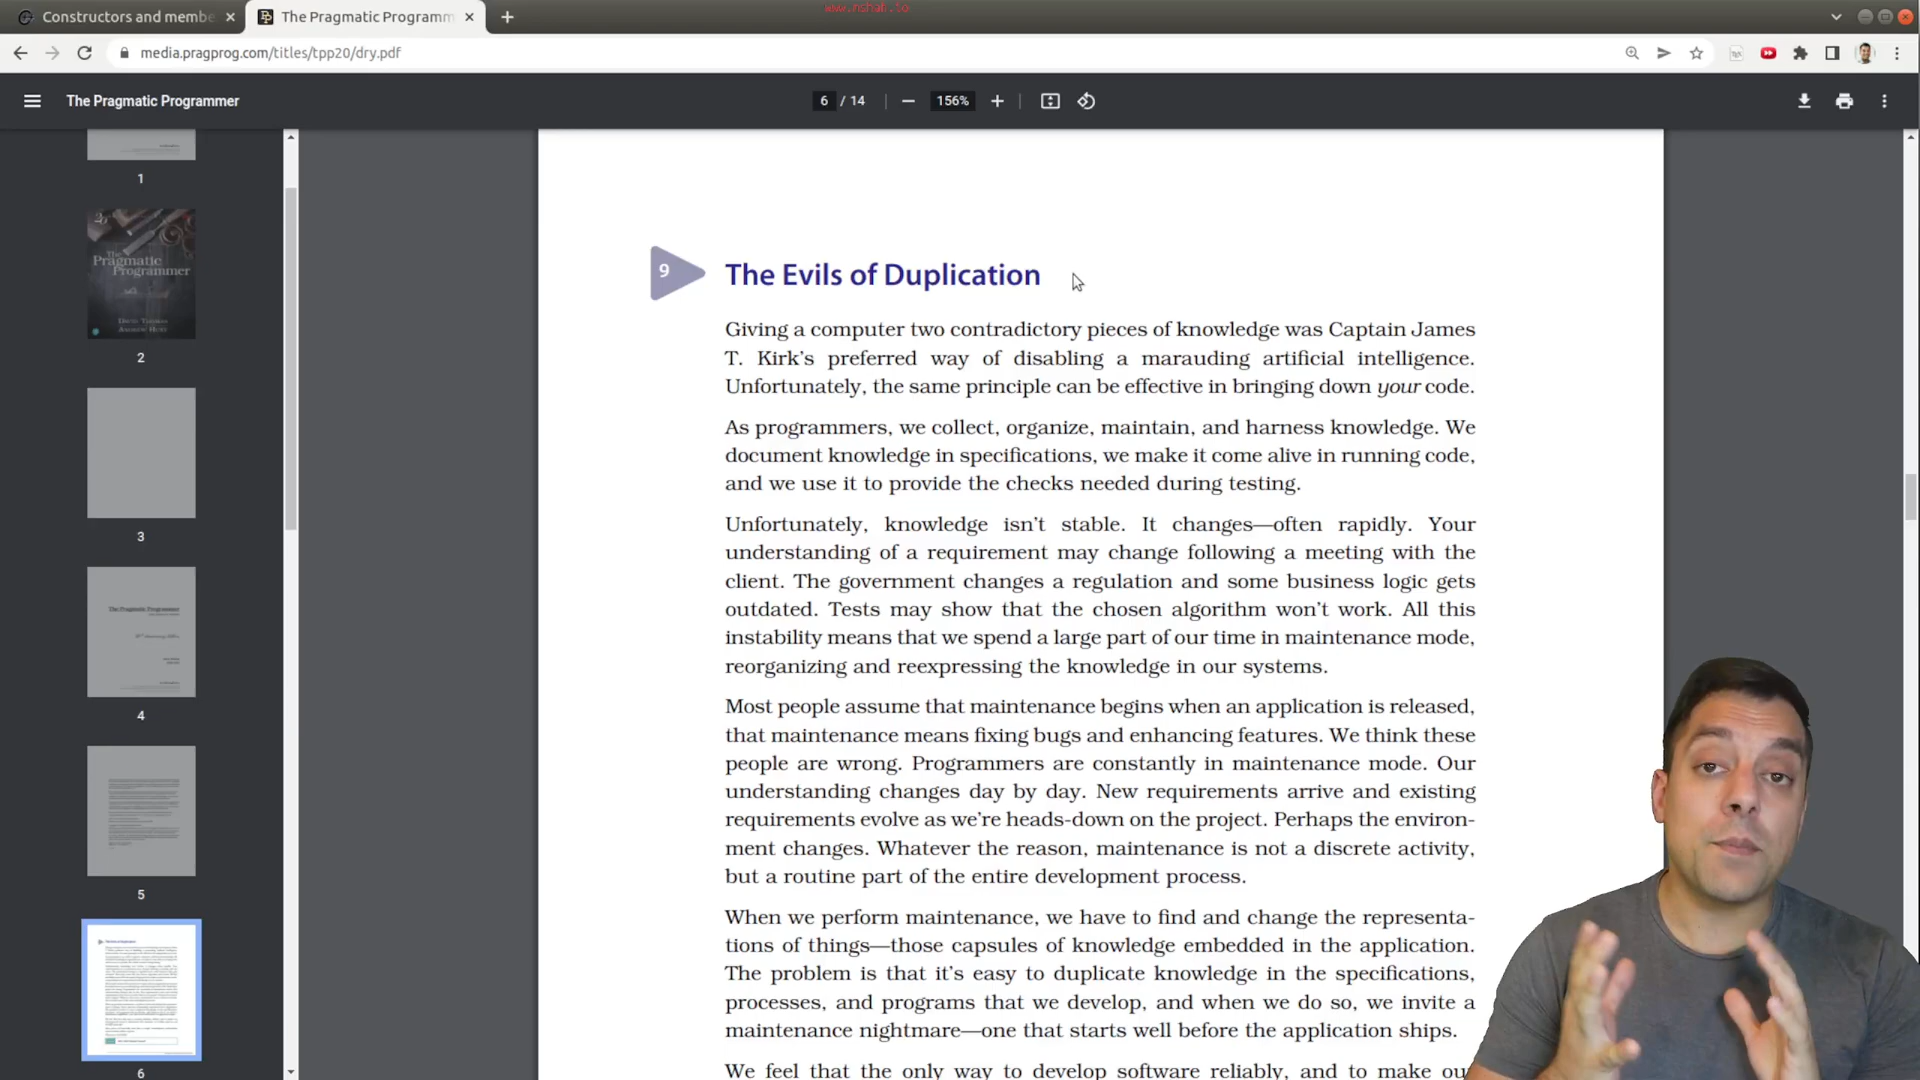 Constructors and membe
The Pragmatic Programm
www.nshab.to
media.pragprog.com/titles/tpp20/dry.pdf
The Pragmatic Programmer
6 / 14
156%
1
The
Pragmatic
Programmer
2
3
The Pragmatic Programmer
4
5
6
9
The Evils of Duplication
Giving a computer two contradictory pieces of knowledge was Captain James
T. Kirk’s preferred way of disabling a marauding artificial intelligence.
Unfortunately, the same principle can be effective in bringing down your code.
As programmers, we collect, organize, maintain, and harness knowledge. We
document knowledge in specifications, we make it come alive in running code,
and we use it to provide the checks needed during testing.
Unfortunately, knowledge isn’t stable. It changes—often rapidly. Your
understanding of a requirement may change following a meeting with the
client. The government changes a regulation and some business logic gets
outdated. Tests may show that the chosen algorithm won’t work. All this
instability means that we spend a large part of our time in maintenance mode,
reorganizing and reexpressing the knowledge in our systems.
Most people assume that maintenance begins when an application is released,
that maintenance means fixing bugs and enhancing features. We think these
people are wrong. Programmers are constantly in maintenance mode. Our
understanding changes day by day. New requirements arrive and existing
requirements evolve as we’re heads-down on the project. Perhaps the environ-
ment changes. Whatever the reason, maintenance is not a discrete activity,
but a routine part of the entire development process.
When we perform maintenance, we have to find and change the representa-
tions of things—those capsules of knowledge embedded in the application.
The problem is that it’s easy to duplicate knowledge in the specifications,
processes, and programs that we develop, and when we do so, we invite a
maintenance nightmare—one that starts well before the application ships.
We feel that the only way to develop software reliably, and to make ou